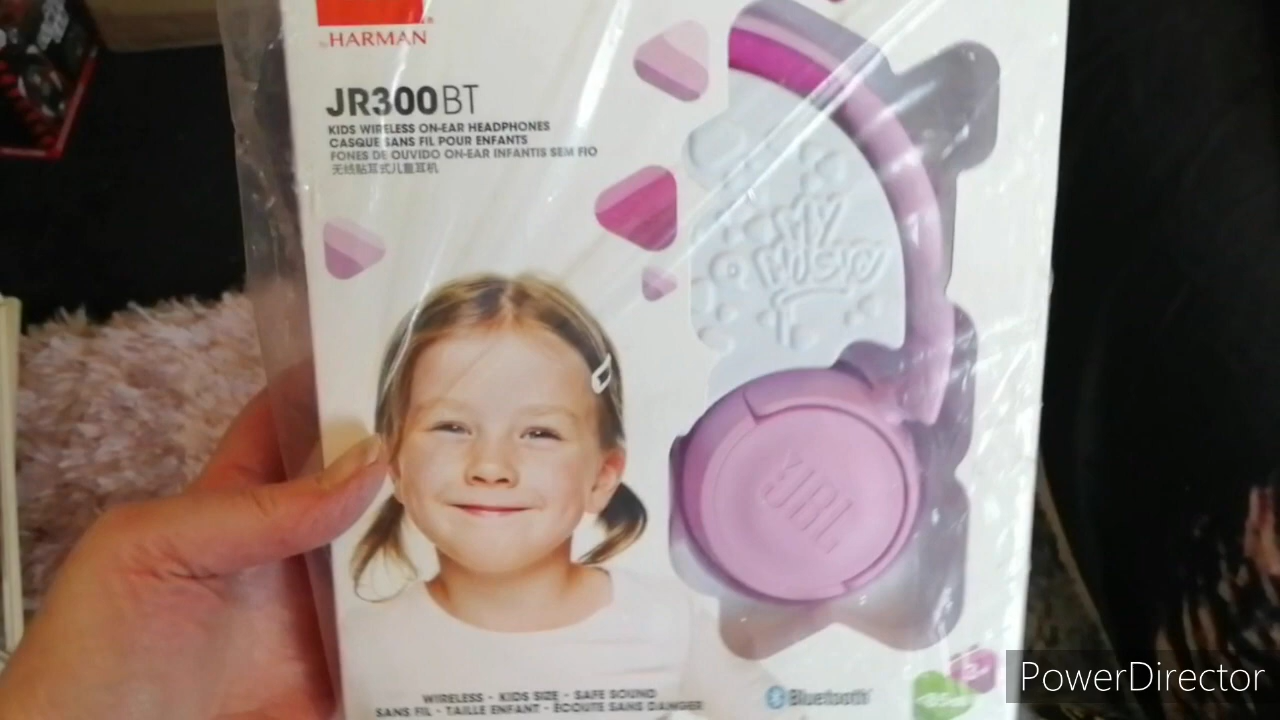 HARMAN
JR300BT
KIDS WIRELESS ON-EAR HEADPHONES
CASQUE SANS FIL POUR ENFANTS
FONES DE OUVIDO ON-EAR INFANTIS SEM FIO
无线贴耳式儿童耳机
MY
MUSIC
JBL
WIRELESS - KIDS SIZE - SAFE SOUND
SANS FIL - TAILLE ENFANT - ÉCOUTE SANS DANGER
Bluetooth
PowerDirector